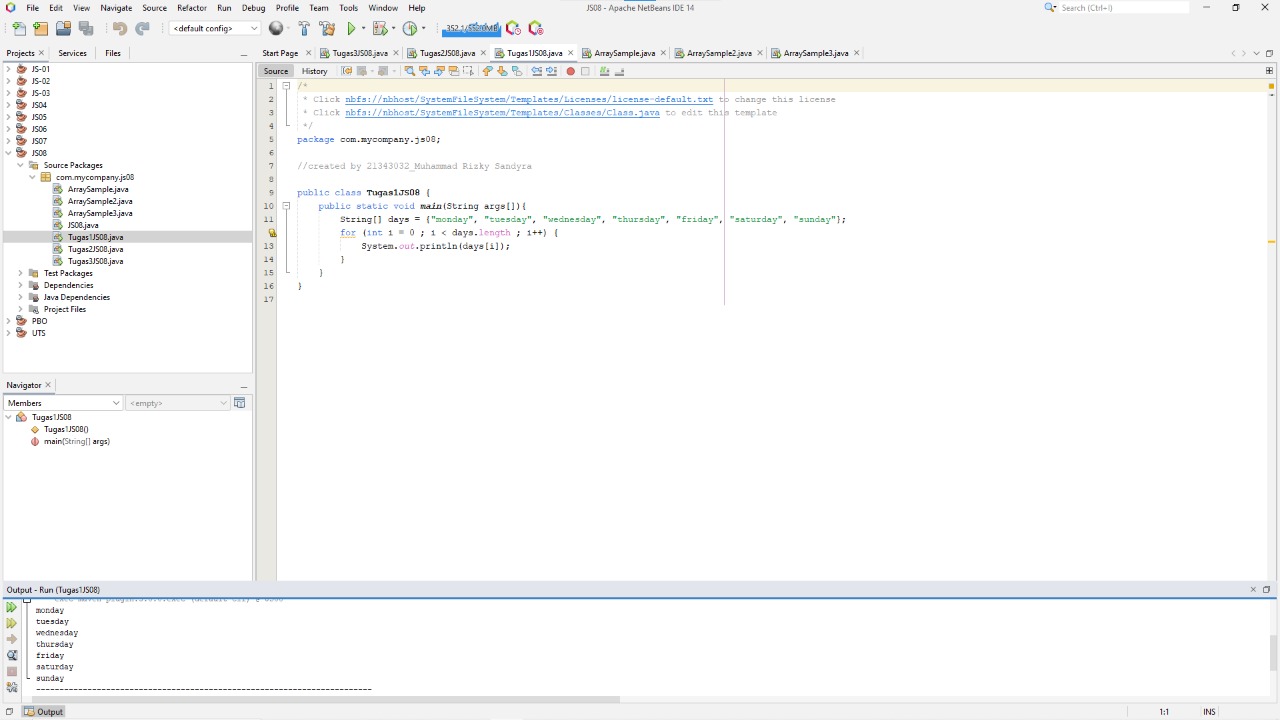 File Edit View Navigate Source Refactor Run Debug Profile Team Tools Window Help
JS08 - Apache NetBeans IDE 14
Search (Ctrl+I)
<default config>
Projects Services Files
Start Page Tugas3JS08.java Tugas2JS08.java Tugas1JS08.java ArraySample.java ArraySample2.java ArraySample3.java
Source History
JS-01
JS-02
JS-03
JS04
JS05
JS06
JS07
JS08
Source Packages
com.mycompany.js08
ArraySample.java
ArraySample2.java
ArraySample3.java
JS08.java
Tugas1JS08.java
Tugas2JS08.java
Tugas3JS08.java
Test Packages
Dependencies
Java Dependencies
Project Files
PBO
UTS
Navigator
Members <empty>
Tugas1JS08
Tugas1JS08()
main(String[] args)
1 /*
2 * Click nbfs://nbhost/SystemFileSystem/Templates/Licenses/license-default.txt to change this license
3 * Click nbfs://nbhost/SystemFileSystem/Templates/Classes/Class.java to edit this template
4 */
5 package com.mycompany.js08;
6
7 //created by 21343032_Muhammad Rizky Sandyra
8
9 public class Tugas1JS08 {
10 public static void main(String args[]){
11 String[] days = {"monday", "tuesday", "wednesday", "thursday", "friday", "saturday", "sunday"};
for (int i = 0 ; i < days.length ; i++) {
13 System.out.println(days[i]);
14 }
15 }
16 }
17
Output - Run (Tugas1JS08)
monday
tuesday
wednesday
thursday
friday
saturday
sunday
------------------------------------------------------------------------
Output
1:1 INS